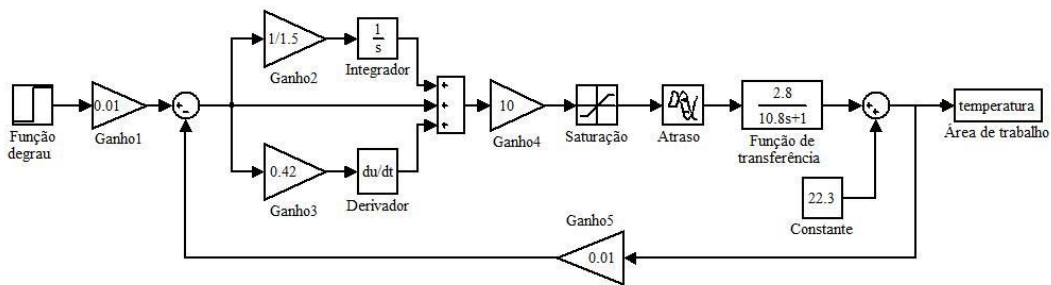 Função
degrau
0.01
Ganho1
1/1.5
Ganho2
1
s
Integrador
0.42
Ganho3
du/dt
Derivador
10
Ganho4
Saturação
Atraso
2.8
10.8s+1
Função de
transferência
22.3
Constante
temperatura
Área de trabalho
Ganho5
0.01